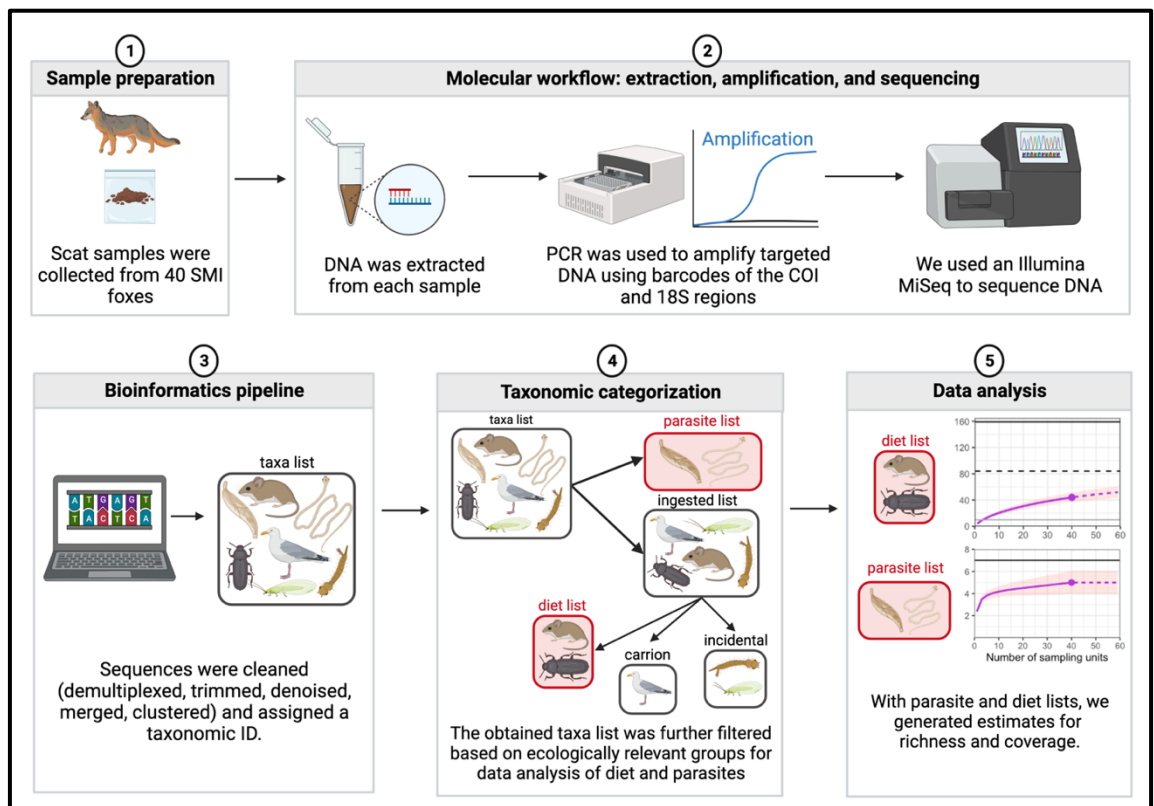 1
Sample preparation
Scat samples were
collected from 40 SMI
foxes
2
Molecular workflow: extraction, amplification, and sequencing
DNA was extracted
from each sample
Amplification
PCR was used to amplify targeted
DNA using barcodes of the COI
and 18S regions
We used an Illumina
MiSeq to sequence DNA
3
Bioinformatics pipeline
A T G A G T
T A C T C A
taxa list
Sequences were cleaned
(demultiplexed, trimmed, denoised,
merged, clustered) and assigned a
taxonomic ID.
4
Taxonomic categorization
taxa list
parasite list
ingested list
diet list
carrion
incidental
The obtained taxa list was further filtered
based on ecologically relevant groups for
data analysis of diet and parasites
5
Data analysis
diet list
160
120
80
40
0
0 10 20 30 40 50 60
parasite list
8
6
4
2
0 10 20 30 40 50 60
Number of sampling units
With parasite and diet lists, we
generated estimates for
richness and coverage.